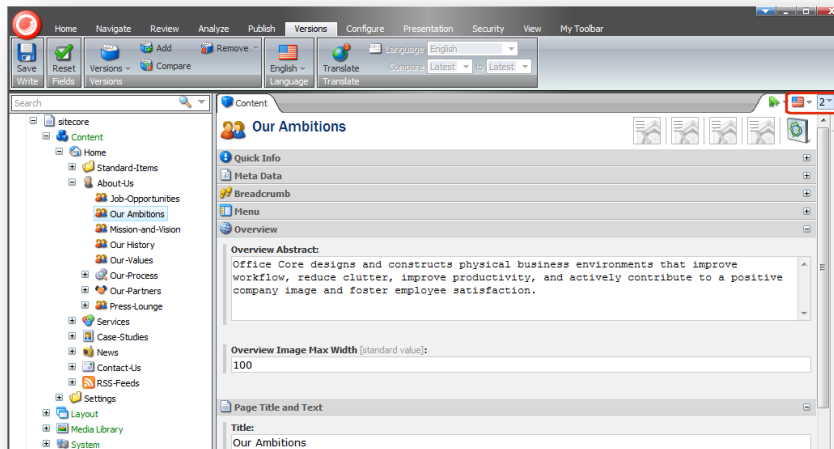 Home Navigate Review Analyze Publish Versions Configure Presentation Security View My Toolbar
Save Reset Versions Add Compare Remove English Translate Language English
Compare Latest to Latest
Write Fields Versions Language Translate
Search
sitecore
Content
Home
Standard-Items
About-Us
Job-Opportunities
Our Ambitions
Mission-and-Vision
Our History
Our-Values
Our-Process
Our-Partners
Press-Lounge
Services
Case-Studies
News
Contact-Us
RSS-Feeds
Settings
Layout
Media Library
System
Content
2
Our Ambitions
Quick Info
Meta Data
Breadcrumb
Menu
Overview
Overview Abstract:
Office Core designs and constructs physical business environments that improve
workflow, reduce clutter, improve productivity, and actively contribute to a positive
company image and foster employee satisfaction.
Overview Image Max Width [standard value]:
100
Page Title and Text
Title:
Our Ambitions